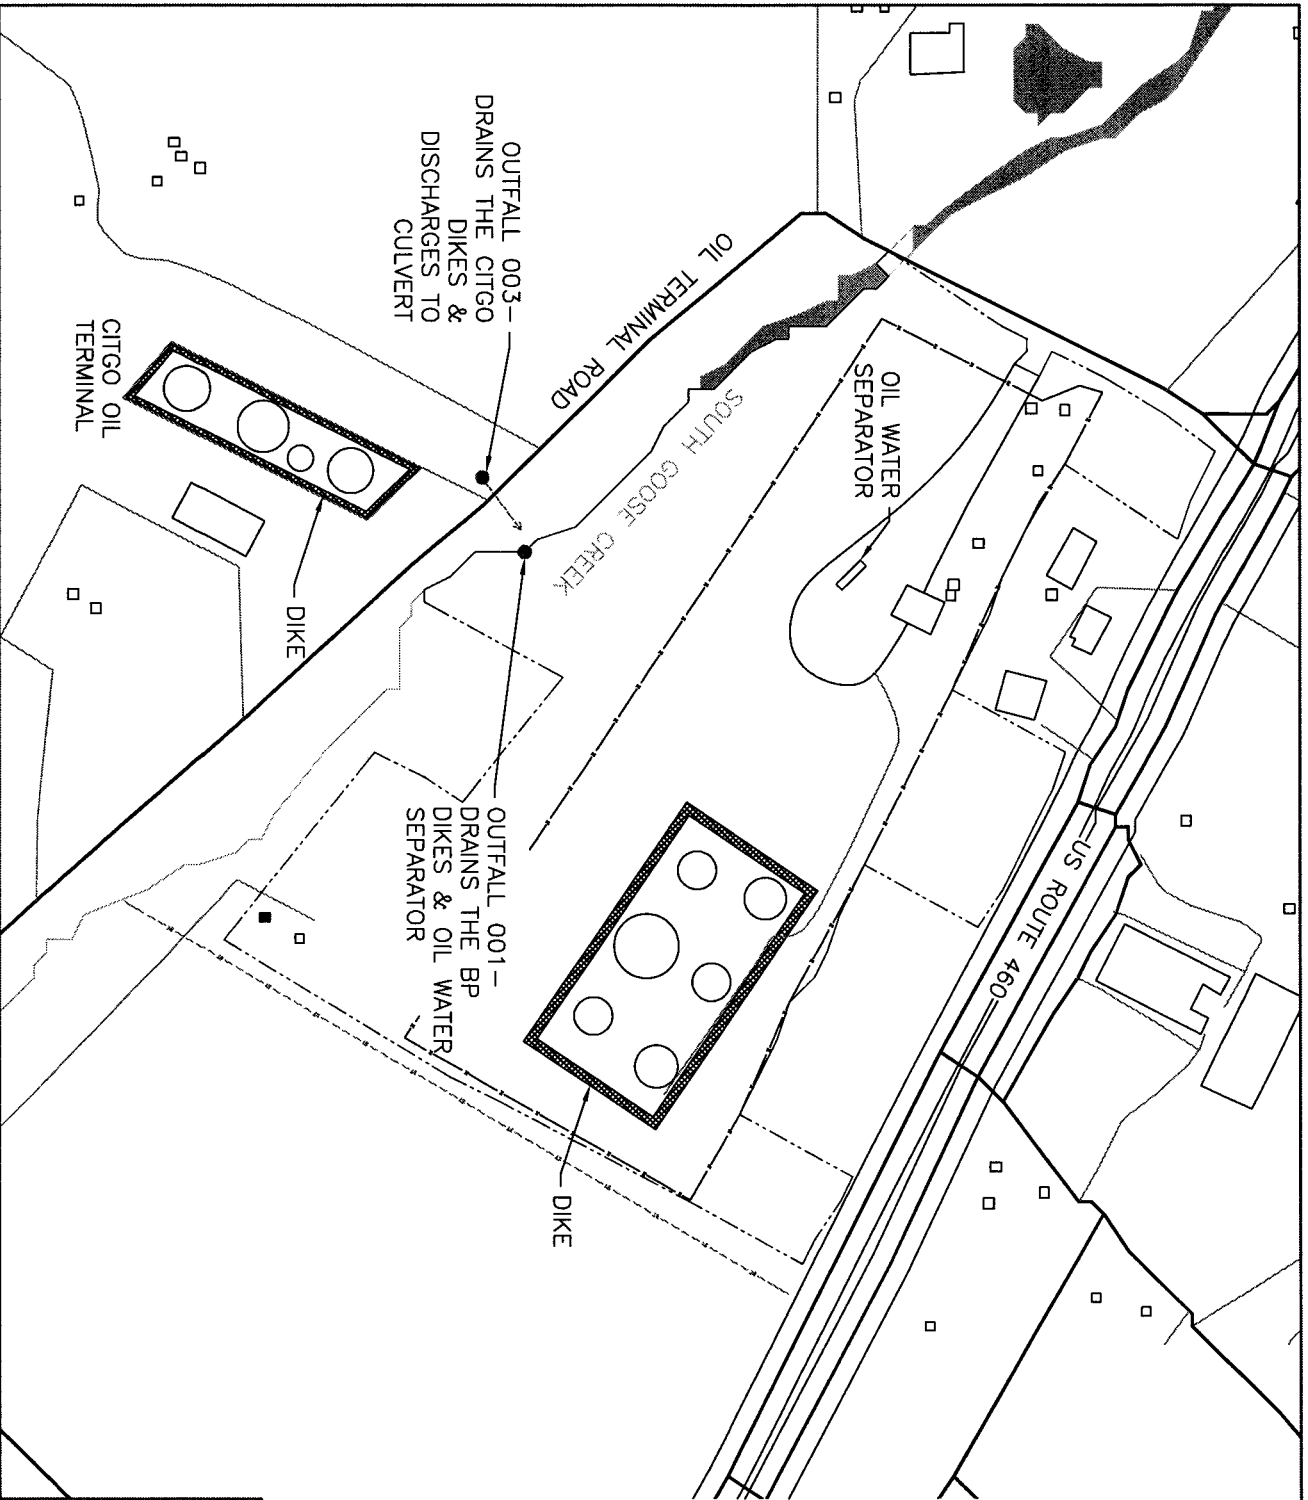 OUTFALL 003-
DRAINS THE CITGO
DIKES &
DISCHARGES TO
CULVERT
OIL TERMINAL ROAD
CITGO OIL
TERMINAL
DIKE
SOUTH GOOSE CREEK
OIL WATER
SEPARATOR
OUTFALL 001-
DRAINS THE BP
DIKES & OIL WATER
SEPARATOR
DIKE
US ROUTE 460